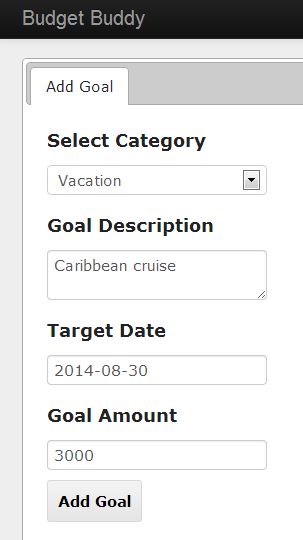 Budget Buddy
Add Goal
Select Category
Vacation
Goal Description
Caribbean cruise
Target Date
2014-08-30
Goal Amount
3000
Add Goal